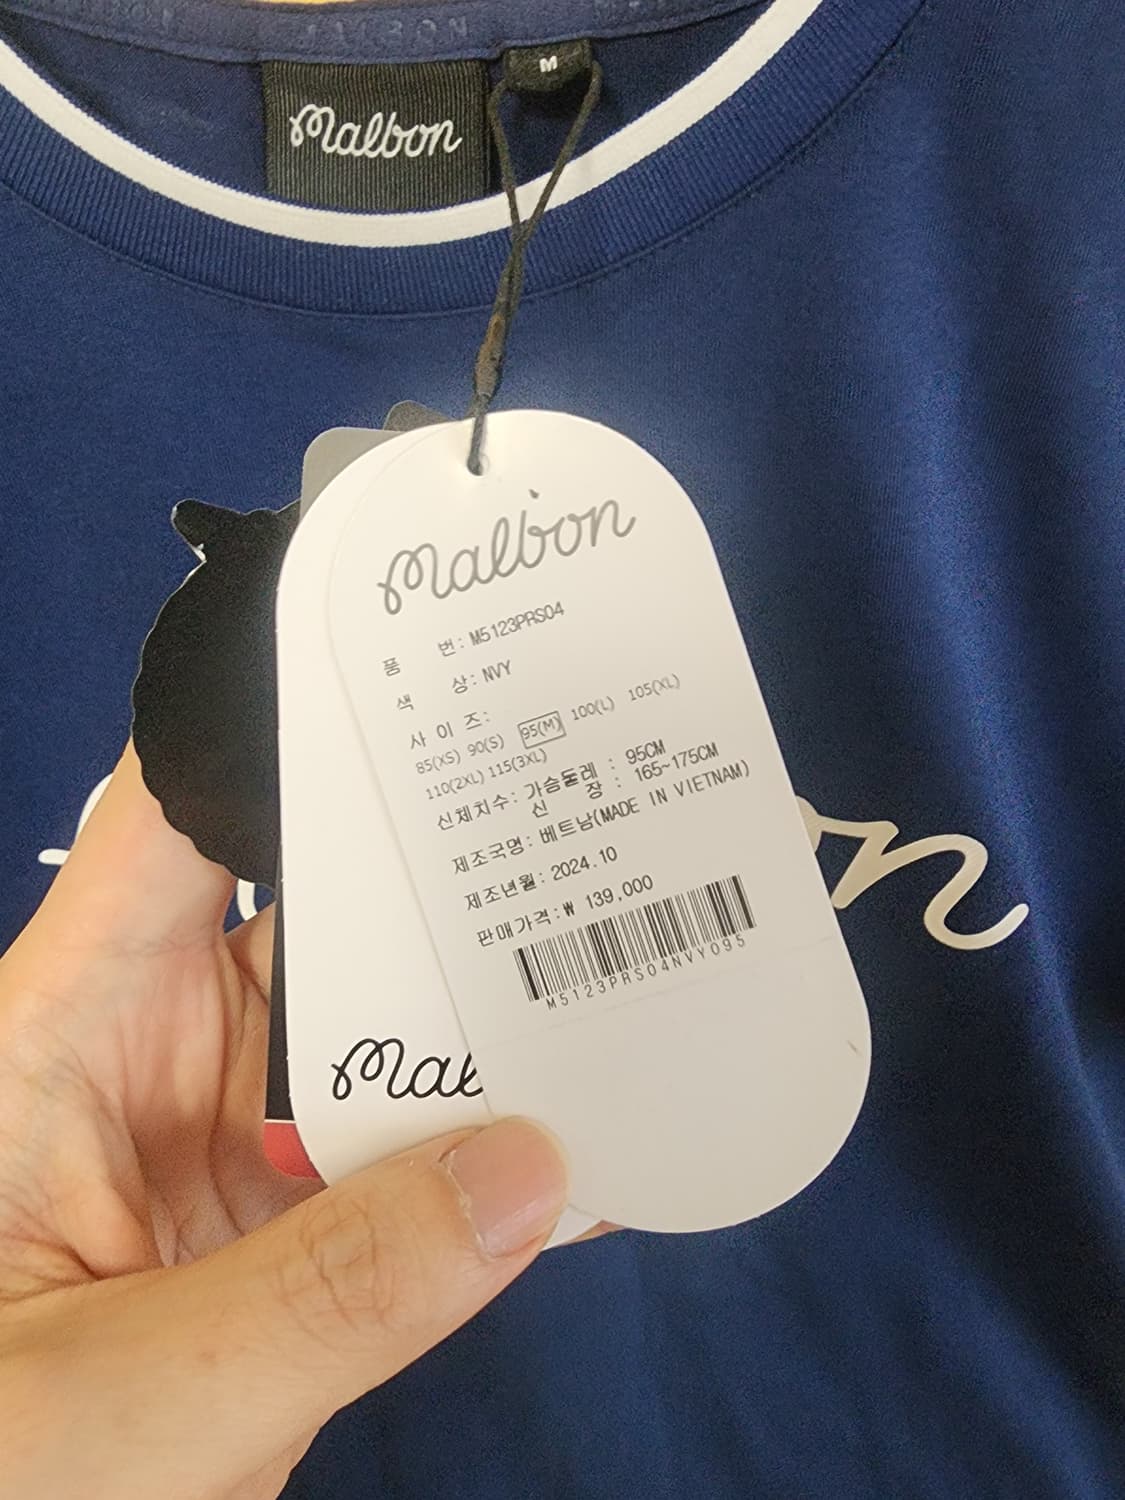 MALBON
Malbon
M
Malbon
품 번: M5123PRS04
색 상: NVY
사 이 즈:
85(XS) 90(S) 95(M) 100(L) 105(XL)
110(2XL) 115(3XL)
신체치수: 가슴둘레 : 95CM
신 장 : 165~175CM
제조국명: 베트남(MADE IN VIETNAM)
제조년월: 2024.10
판매가격:₩ 139,000
M5123PRS04NVY095
Mal
on